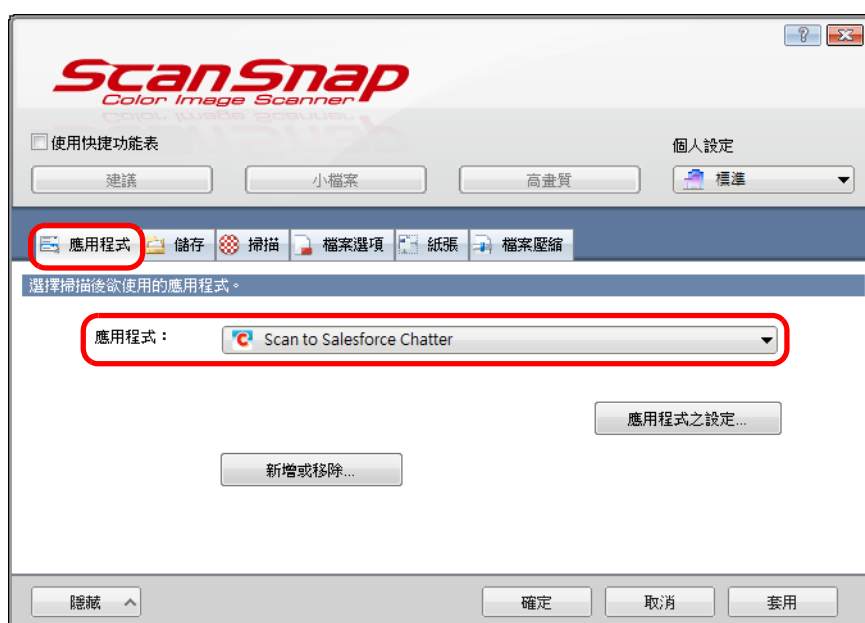 ScanSnap
Color Image Scanner
使用快捷功能表
個人設定
建議
小檔案
高畫質
標準
應用程式
儲存
掃描
檔案選項
紙張
檔案壓縮
選擇掃描後欲使用的應用程式。
應用程式：
Scan to Salesforce Chatter
應用程式之設定...
新增或移除...
隱藏
確定
取消
套用